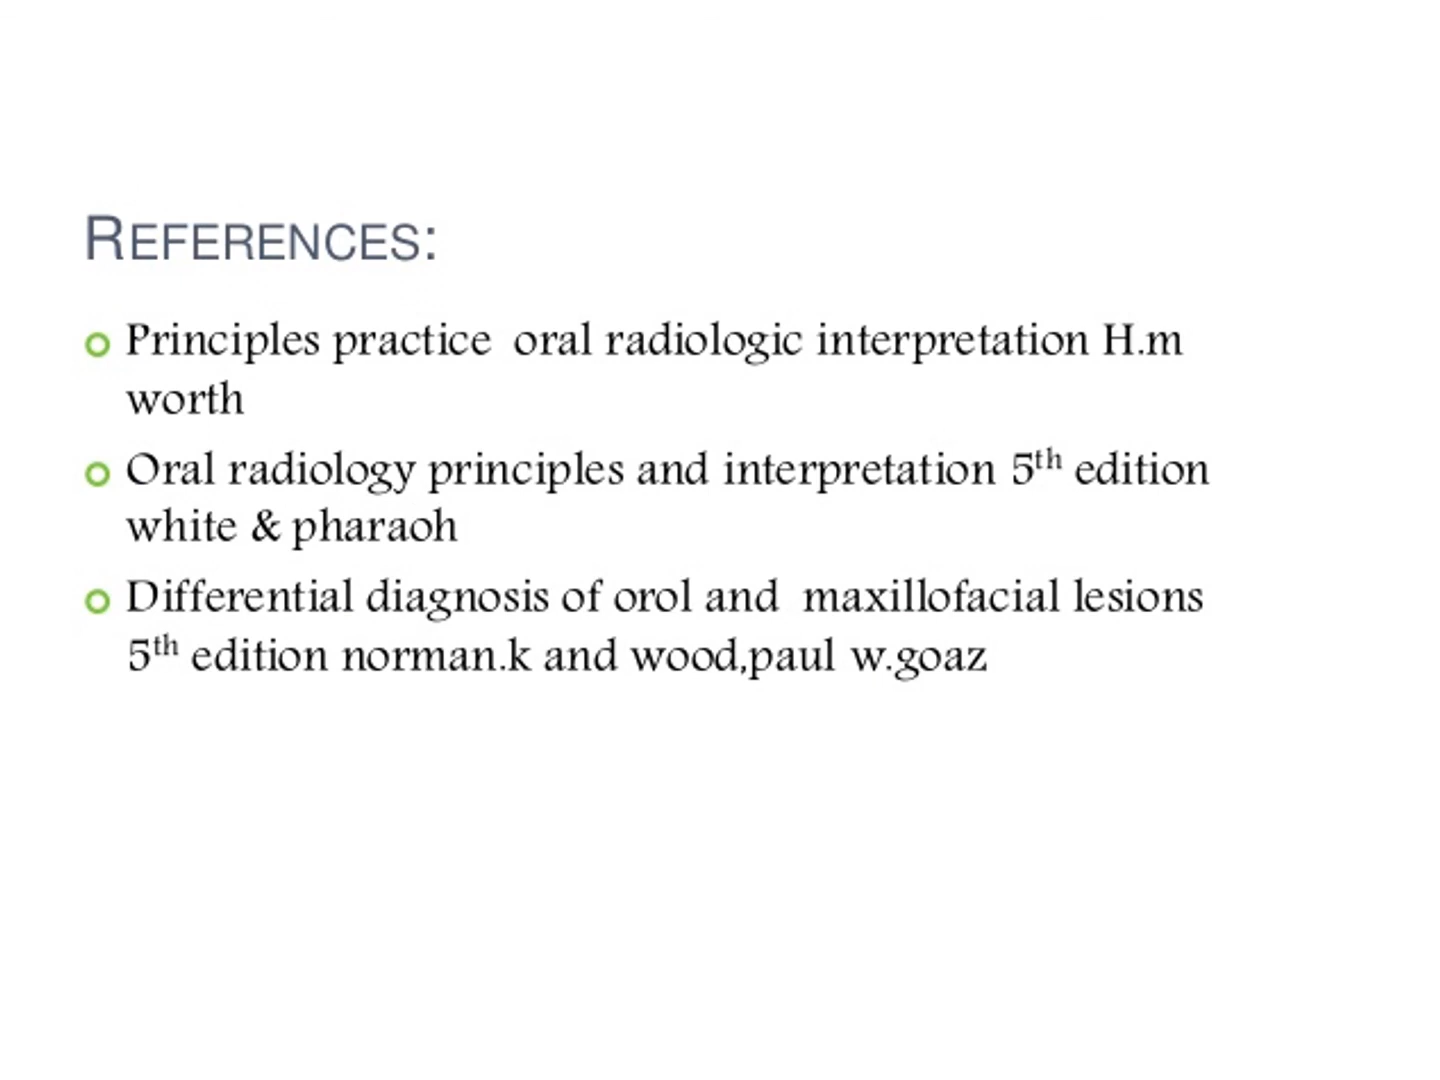 REFERENCES:
Principles practice oral radiologic interpretation H.m
worth
Oral radiology principles and interpretation 5th edition
white & pharaoh
Differential diagnosis of orol and maxillofacial lesions
5th edition norman.k and wood,paul w.goaz